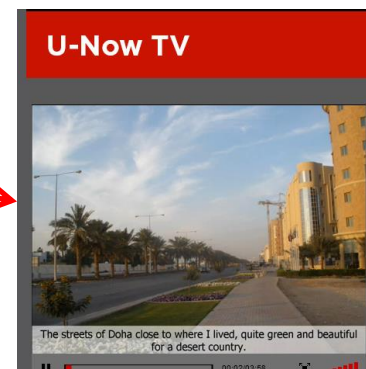 U-Now TV
The streets of Doha close to where I lived, quite green and beautiful
for a desert country.
00:02/03:58